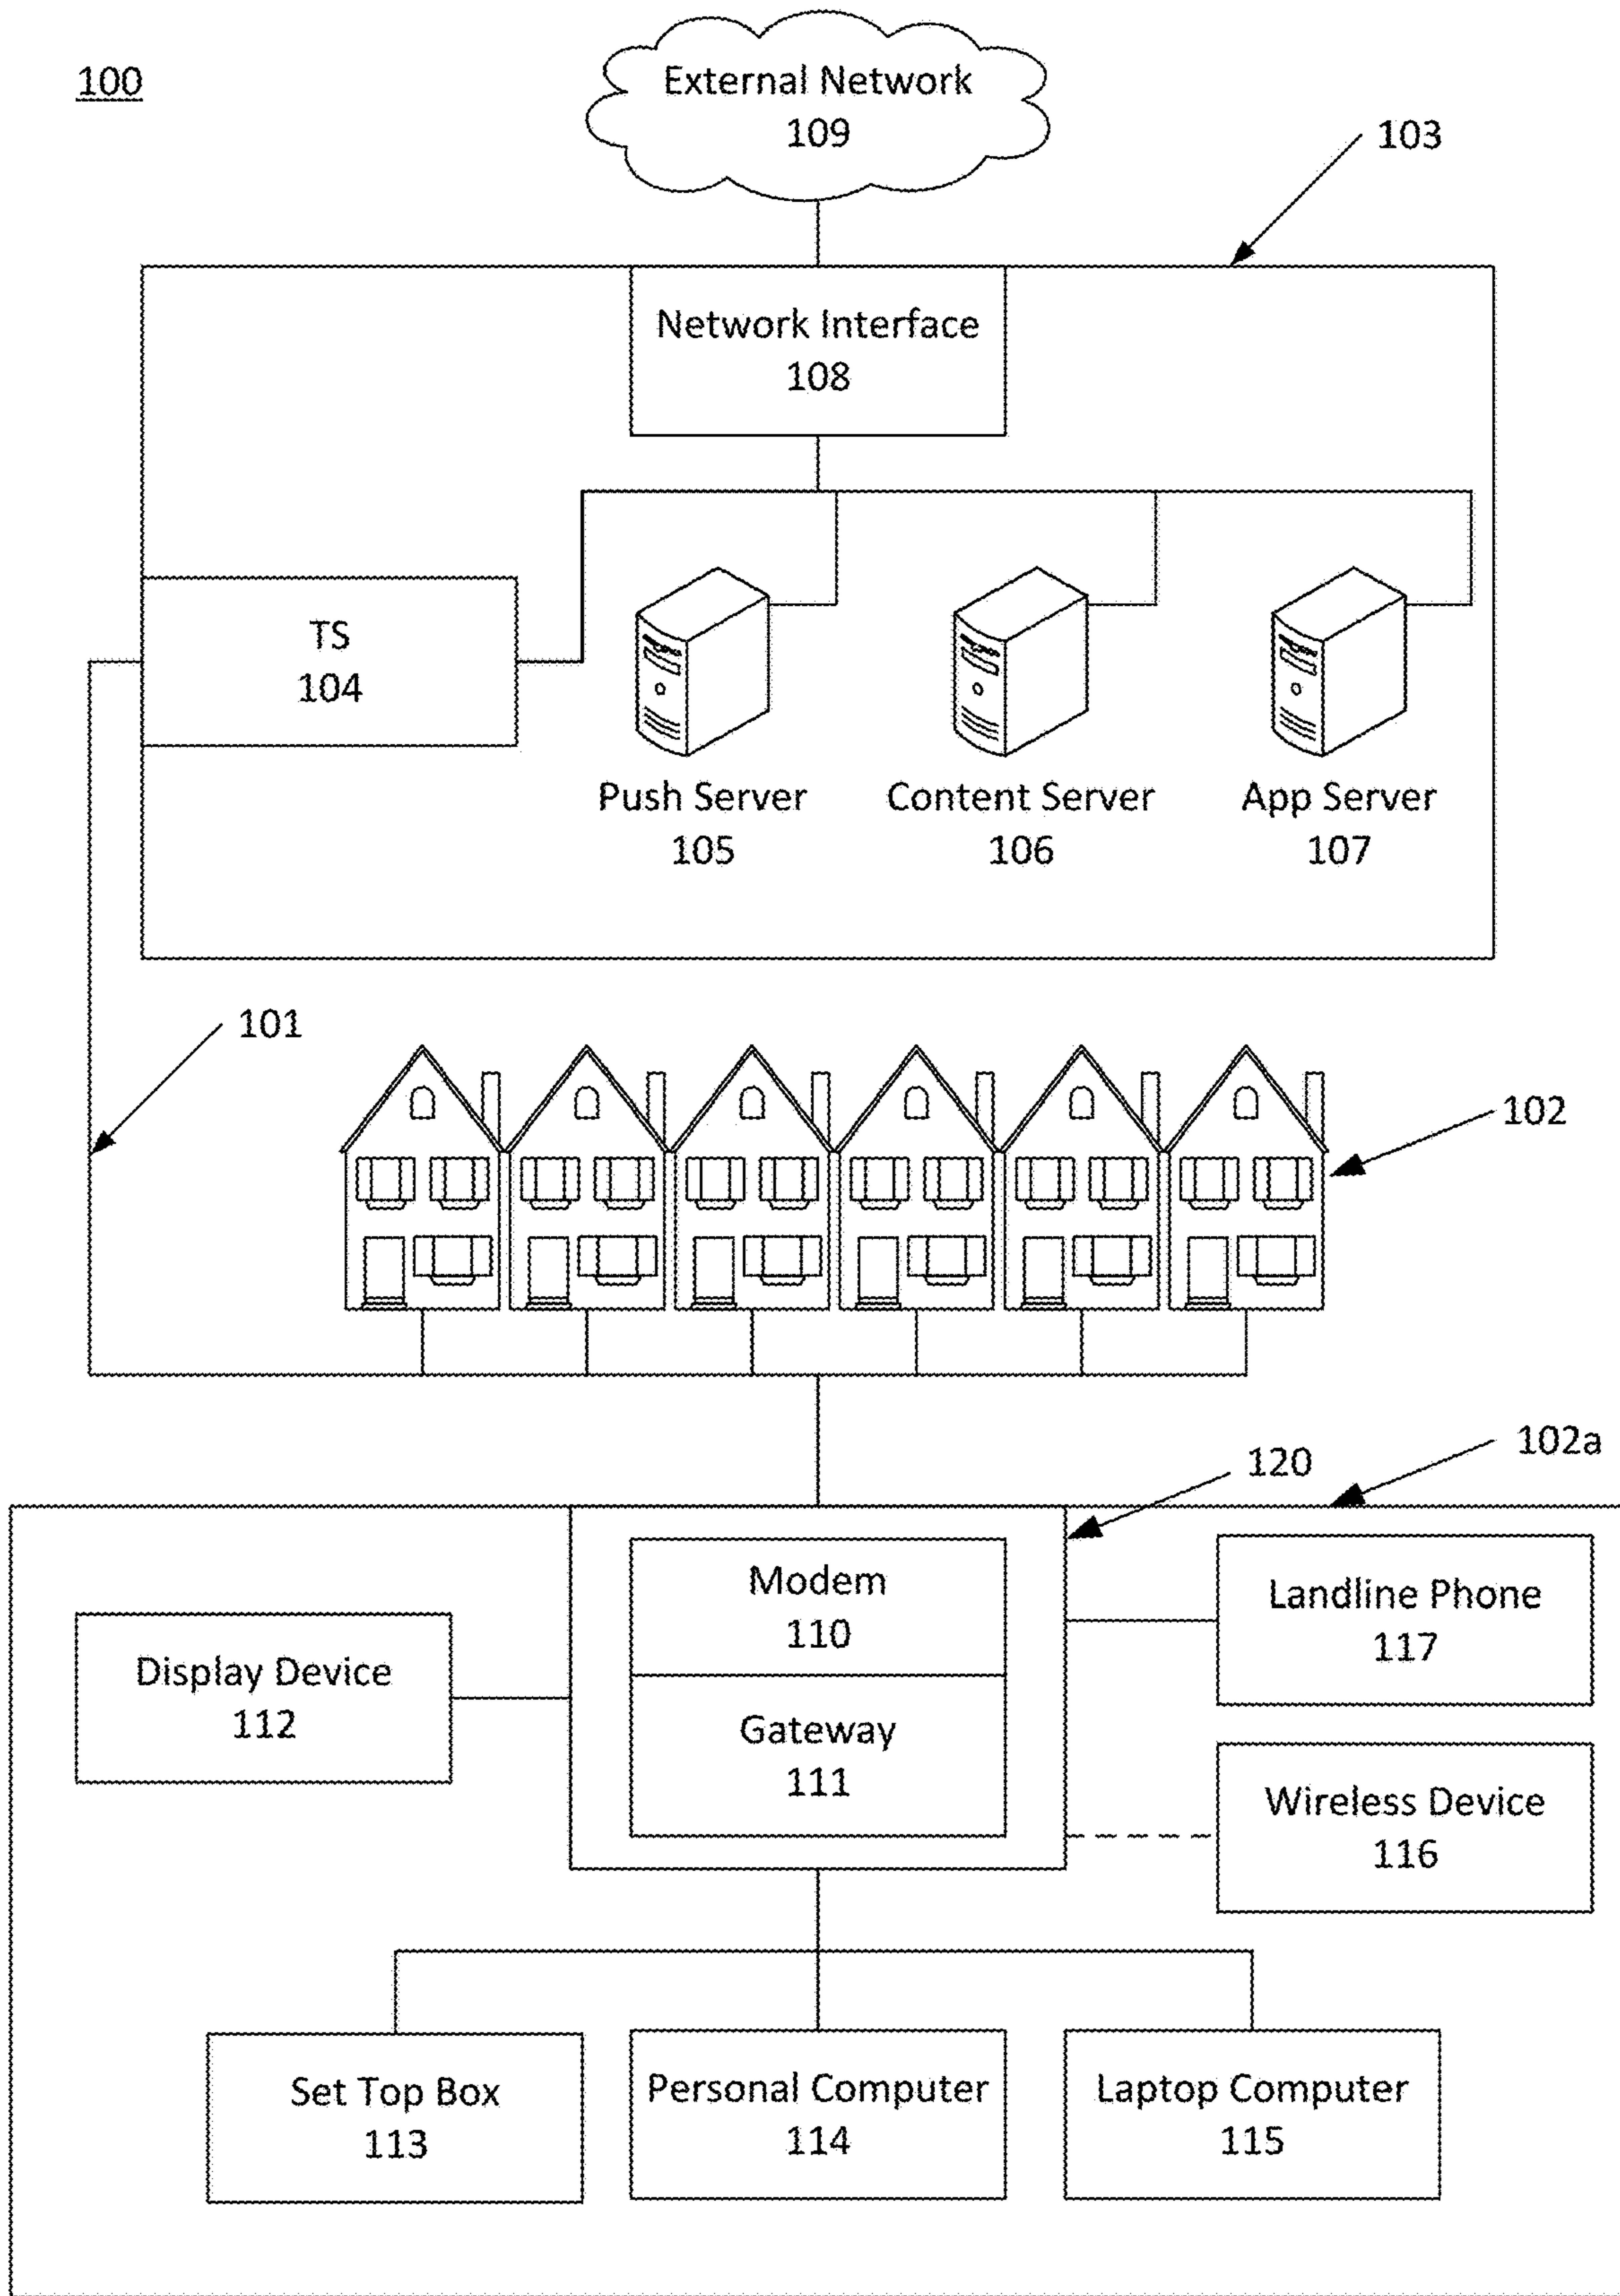 100
External Network
109
103
Network Interface
108
TS
104
Push Server
105
Content Server
106
App Server
107
101
102
102a
120
Modem
110
Landline Phone
117
Display Device
112
Gateway
111
Wireless Device
116
Set Top Box
113
Personal Computer
114
Laptop Computer
115